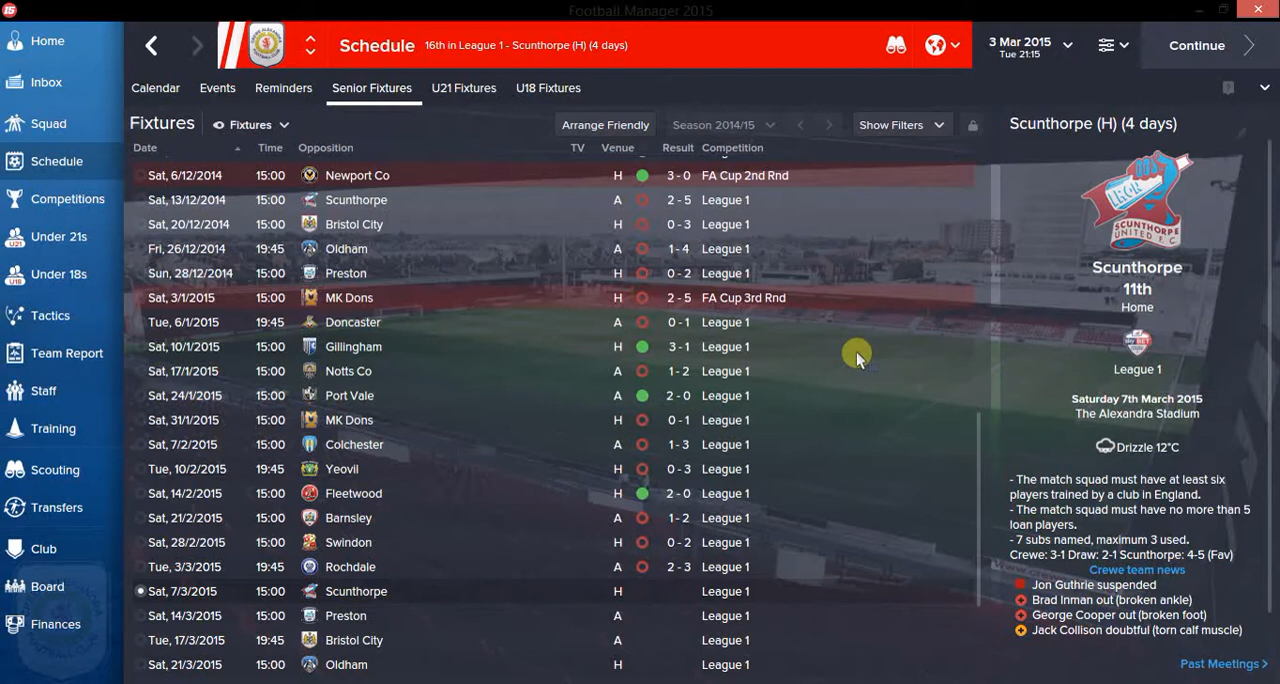 15
Football Manager 2015
Schedule
16th in League 1 - Scunthorpe (H) (4 days)
3 Mar 2015
Tue 21:15
Continue
Home
Inbox
Squad
Schedule
Competitions
U21
Under 21s
U18
Under 18s
Tactics
Team Report
Staff
Training
Scouting
Transfers
Club
Board
Finances
Calendar
Events
Reminders
Senior Fixtures
U21 Fixtures
U18 Fixtures
Fixtures
Fixtures
Arrange Friendly
Season 2014/15
Show Filters
Date Time Opposition TV Venue Result Competition
Sat, 6/12/2014 15:00 Newport Co H 3 - 0 FA Cup 2nd Rnd
Sat, 13/12/2014 15:00 Scunthorpe A 2 - 5 League 1
Sat, 20/12/2014 15:00 Bristol City H 0 - 3 League 1
Fri, 26/12/2014 19:45 Oldham A 1 - 4 League 1
Sun, 28/12/2014 15:00 Preston H 0 - 2 League 1
Sat, 3/1/2015 15:00 MK Dons H 2 - 5 FA Cup 3rd Rnd
Tue, 6/1/2015 19:45 Doncaster A 0 - 1 League 1
Sat, 10/1/2015 15:00 Gillingham H 3 - 1 League 1
Sat, 17/1/2015 15:00 Notts Co A 1 - 2 League 1
Sat, 24/1/2015 15:00 Port Vale A 2 - 0 League 1
Sat, 31/1/2015 15:00 MK Dons H 0 - 1 League 1
Sat, 7/2/2015 15:00 Colchester A 1 - 3 League 1
Tue, 10/2/2015 19:45 Yeovil H 0 - 3 League 1
Sat, 14/2/2015 15:00 Fleetwood H 2 - 0 League 1
Sat, 21/2/2015 15:00 Barnsley A 1 - 2 League 1
Sat, 28/2/2015 15:00 Swindon H 0 - 2 League 1
Tue, 3/3/2015 19:45 Rochdale A 2 - 3 League 1
Sat, 7/3/2015 15:00 Scunthorpe H League 1
Sat, 14/3/2015 15:00 Preston A League 1
Tue, 17/3/2015 19:45 Bristol City A League 1
Sat, 21/3/2015 15:00 Oldham H League 1
Scunthorpe (H) (4 days)
IRON
SCUNTHORPE
UNITED F.C.
Scunthorpe
11th
Home
sky BET
League 1
Saturday 7th March 2015
The Alexandra Stadium
Drizzle 12°C
- The match squad must have at least six
players trained by a club in England.
- The match squad must have no more than 5
loan players.
- 7 subs named, maximum 3 used.
Crewe: 3-1 Draw: 2-1 Scunthorpe: 4-5 (Fav)
Crewe team news
Jon Guthrie suspended
Brad Inman out (broken ankle)
George Cooper out (broken foot)
Jack Collison doubtful (torn calf muscle)
Past Meetings >